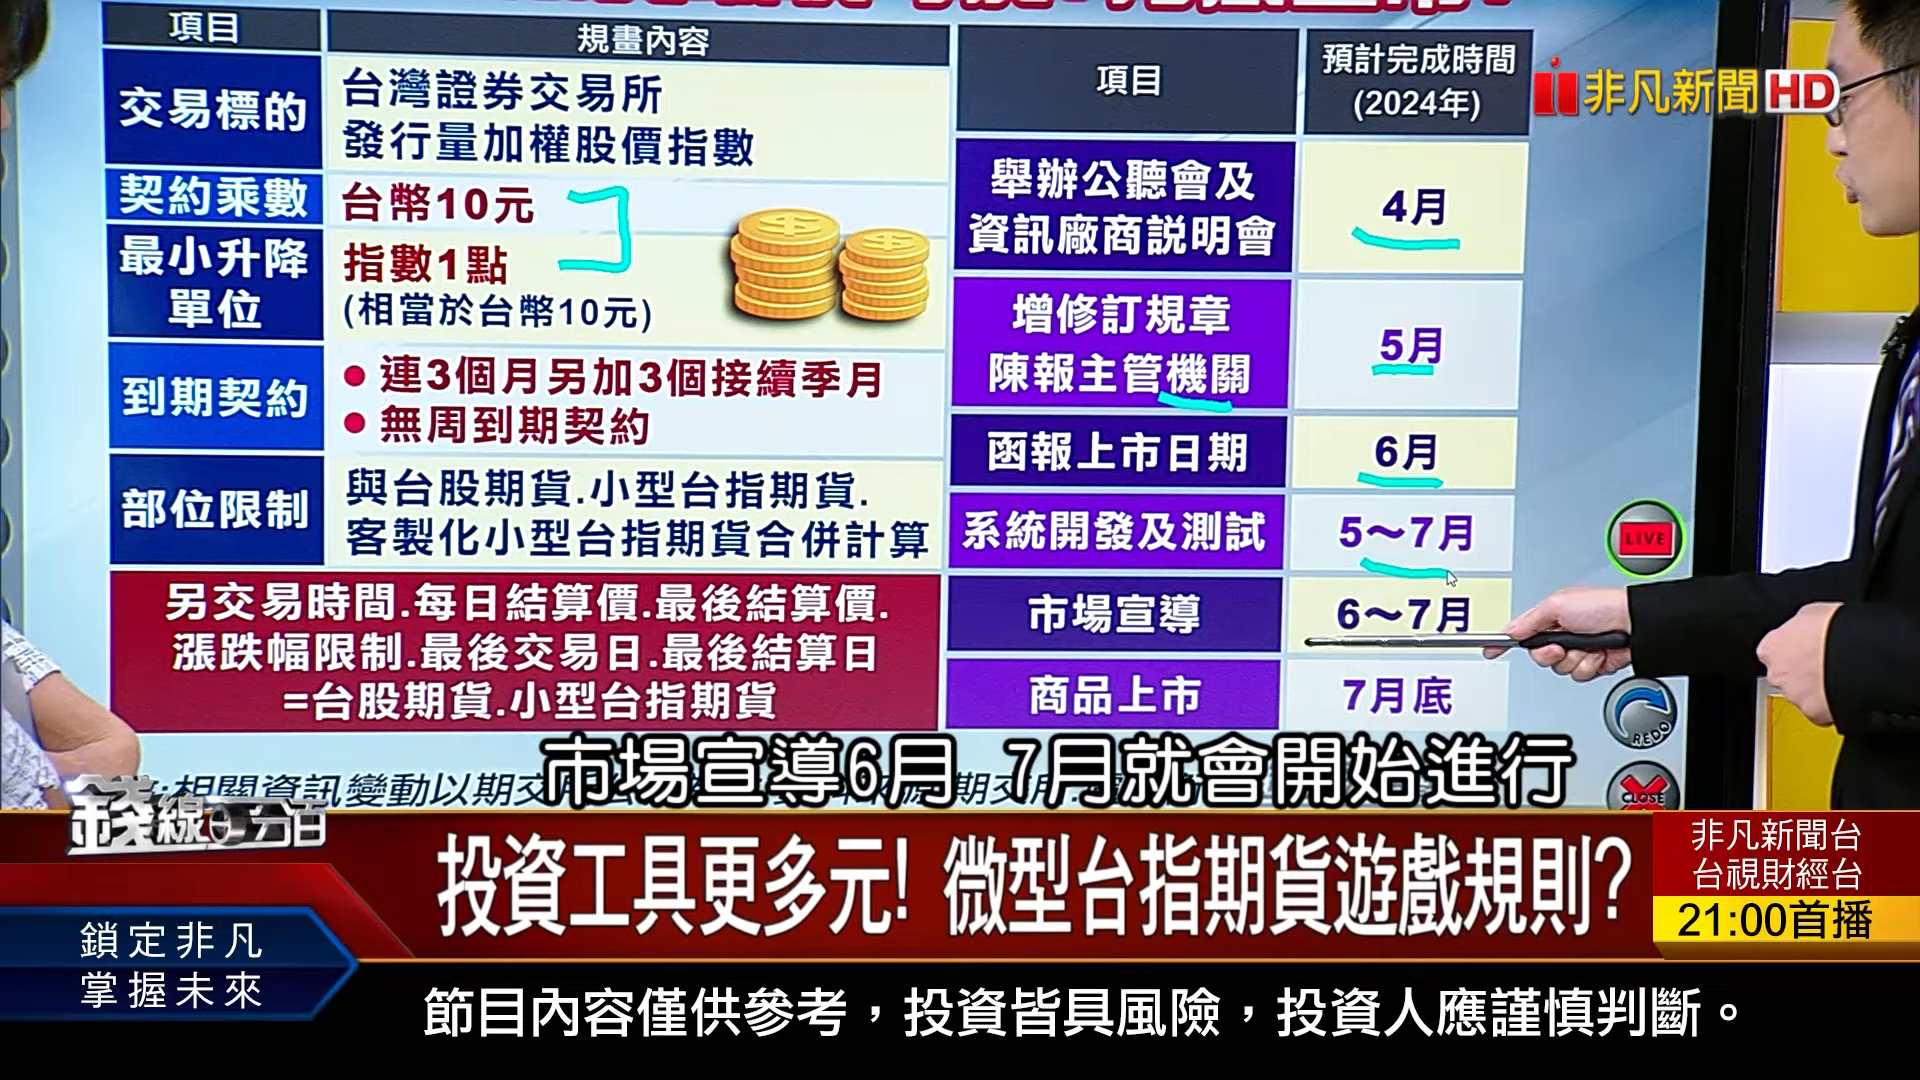 項目
規畫內容
交易標的
台灣證券交易所
發行量加權股價指數
契約乘數
台幣10元
最小升降
單位
指數1點
(相當於台幣10元)
到期契約
●連3個月另加3個接續季月
●無周到期契約
部位限制
與台股期貨.小型台指期貨.
客製化小型台指期貨合併計算
另交易時間.每日結算價.最後結算價.
漲跌幅限制.最後交易日.最後結算日
=台股期貨.小型台指期貨
項目
預計完成時間
(2024年)
舉辦公聽會及
資訊廠商説明會
4月
增修訂規章
陳報主管機關
5月
函報上市日期
6月
系統開發及測試
5～7月
市場宣導
6～7月
商品上市
7月底
非凡新聞HD
LIVE
REDO
CLOSE
相關資訊變動以期交
市場宣導6月 7月就會開始進行
錢線百分百
投資工具更多元! 微型台指期貨遊戲規則?
非凡新聞台
台視財經台
21:00首播
鎖定非凡
掌握未來
節目內容僅供參考，投資皆具風險，投資人應謹慎判斷。